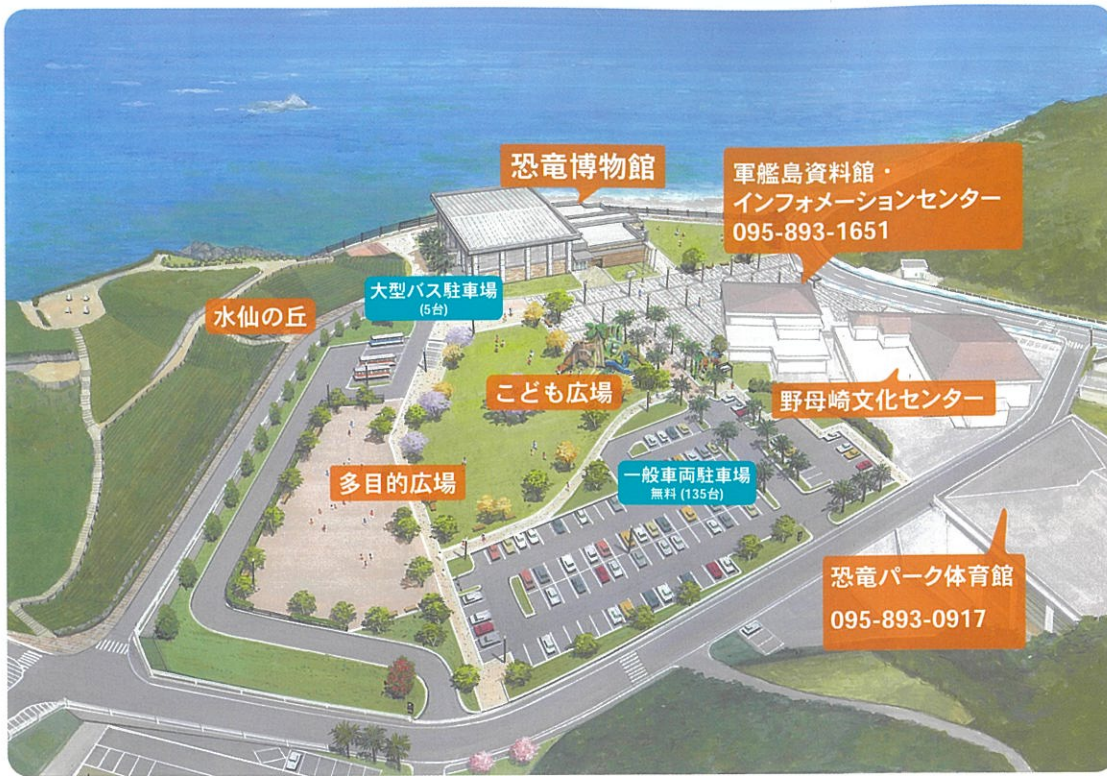 恐竜博物館
軍艦島資料館・
インフォメーションセンター
095-893-1651
大型バス駐車場
(5台)
水仙の丘
こども広場
野母崎文化センター
多目的広場
一般車両駐車場
無料 (135台)
恐竜パーク体育館
095-893-0917